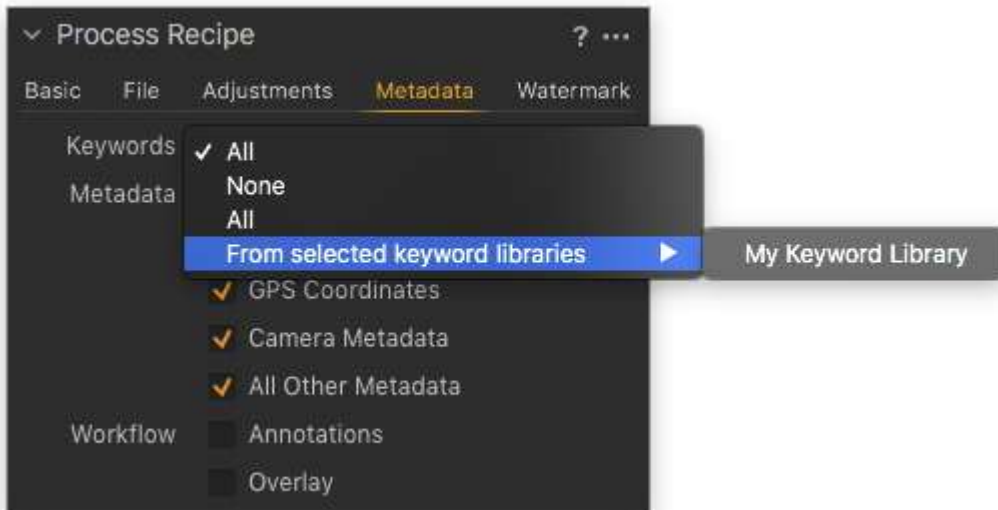 Process Recipe ? ...
Basic File Adjustments Metadata Watermark
Keywords ✓ All
Metadata None
All
From selected keyword libraries ▶ My Keyword Library
GPS Coordinates
Camera Metadata
All Other Metadata
Workflow Annotations
Overlay